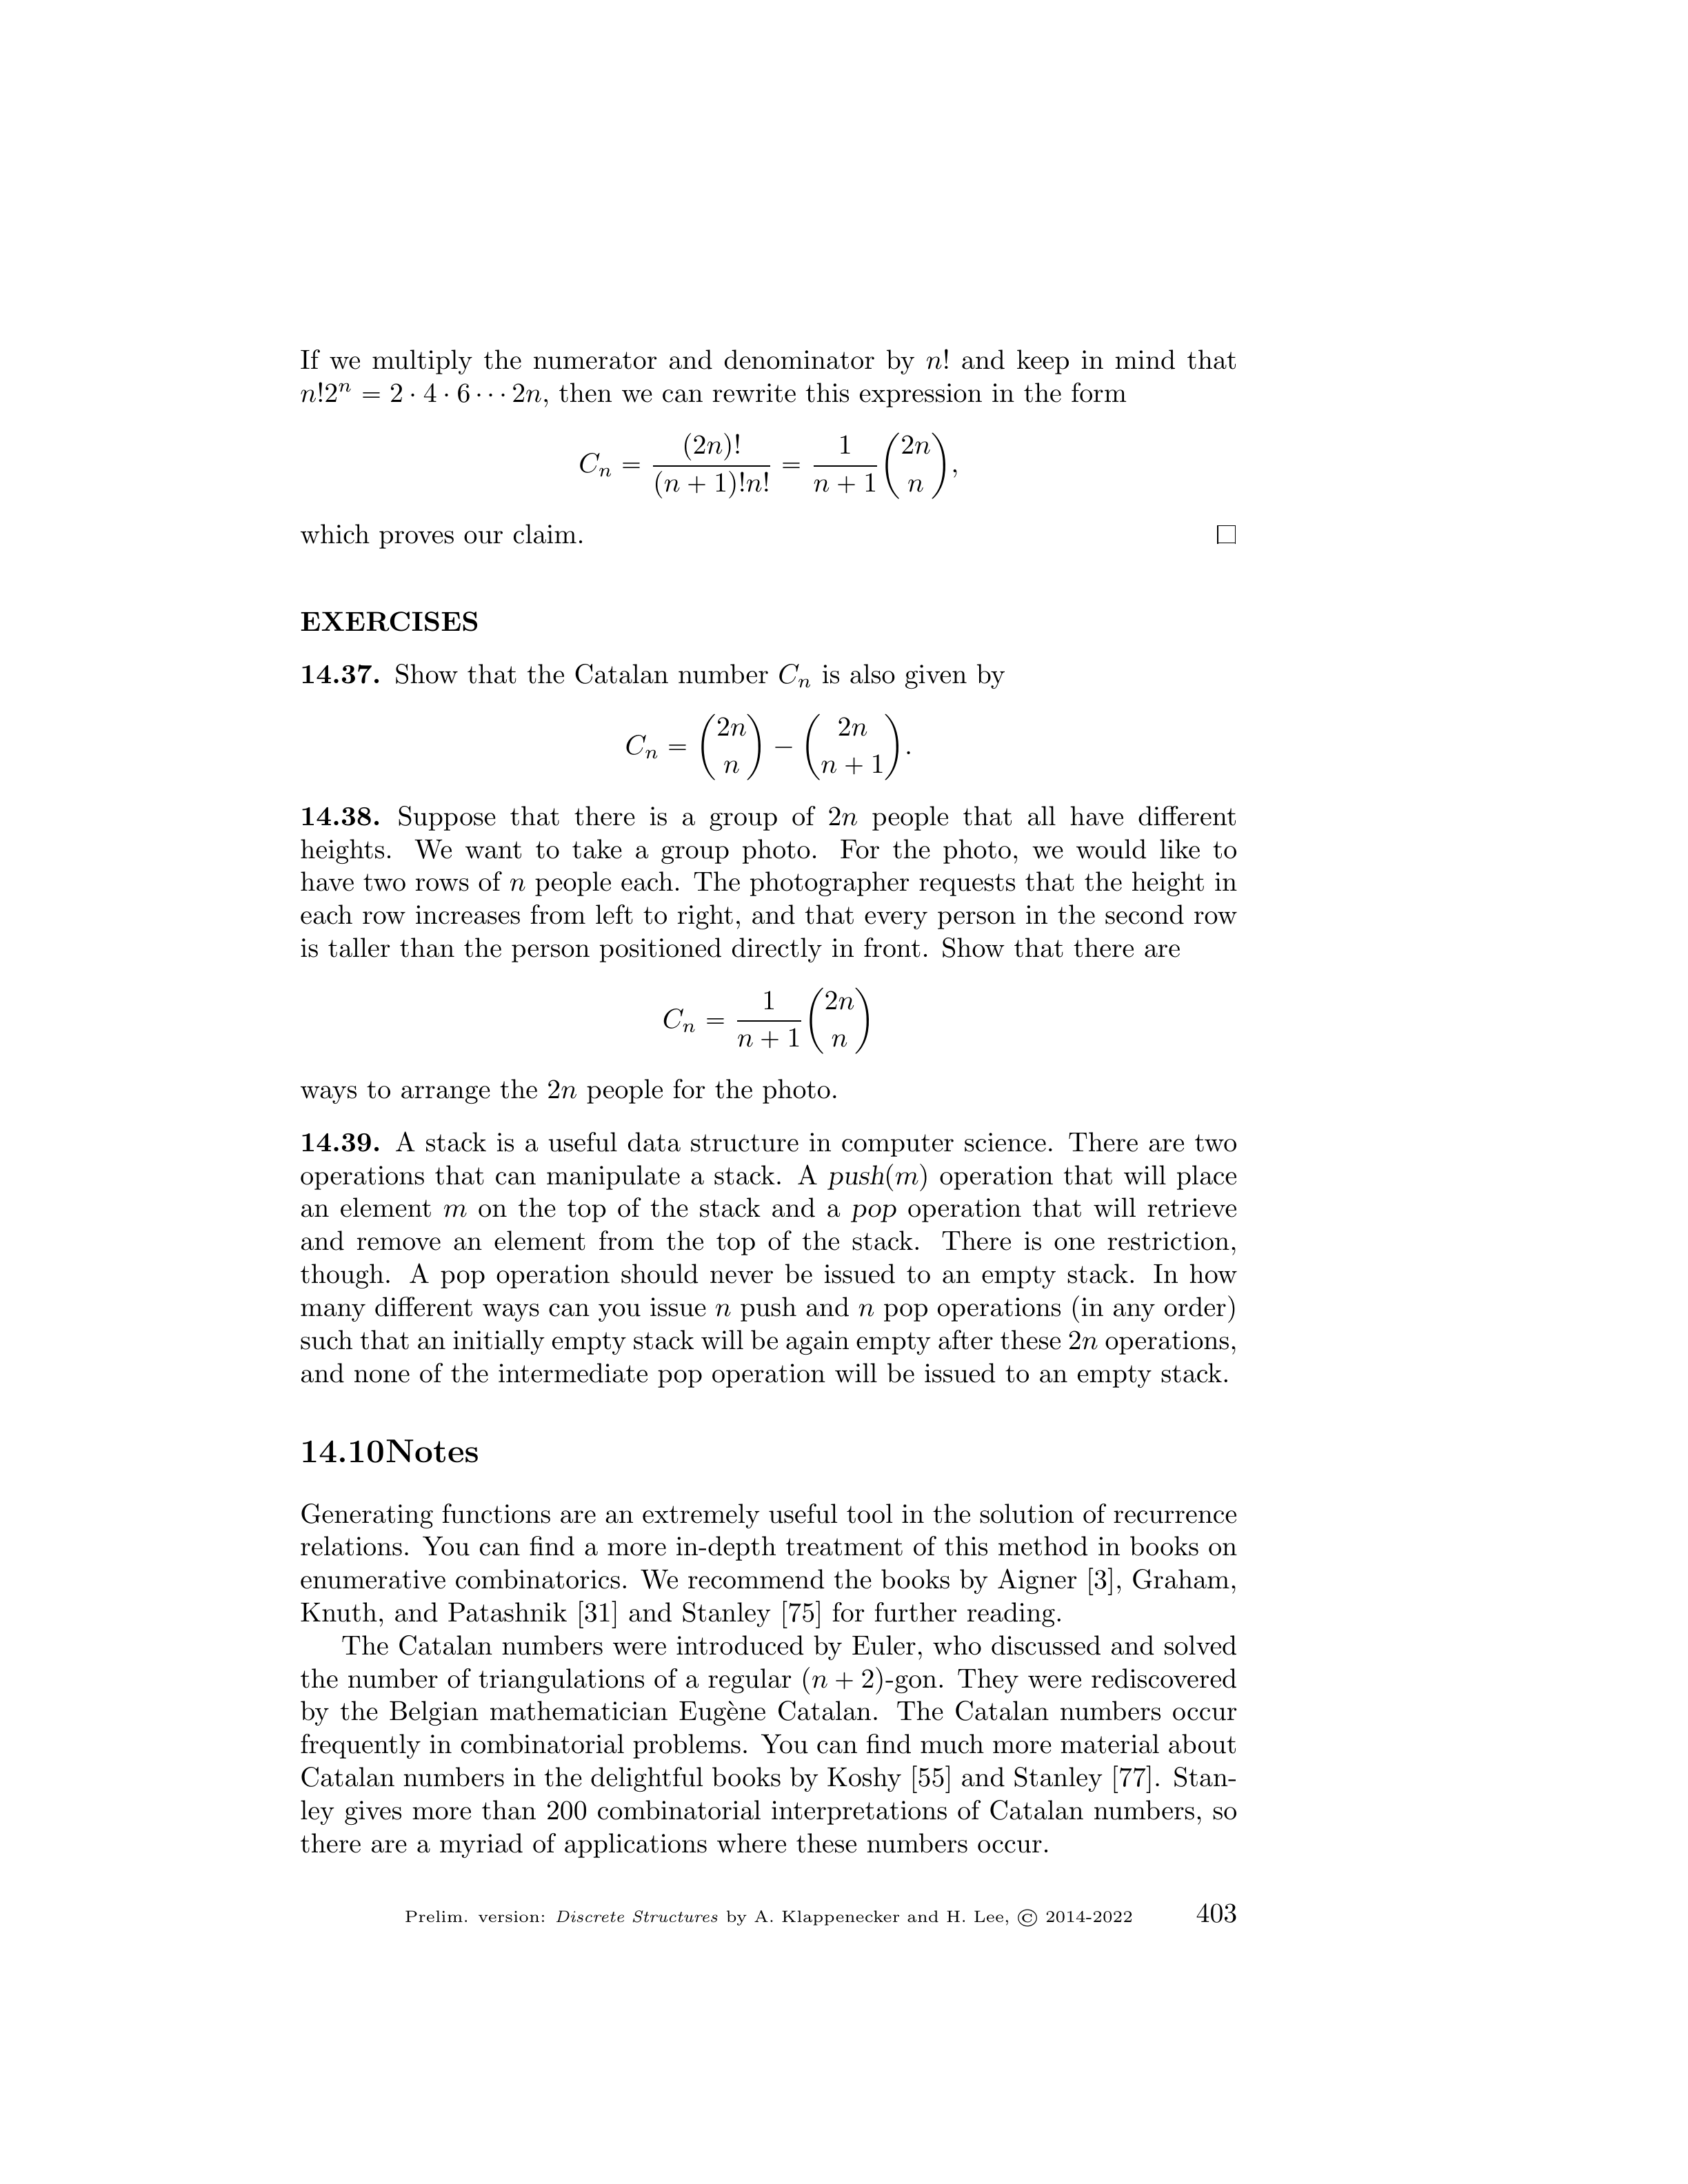 If we multiply the numerator and denominator by n! and keep in mind that
n!2ⁿ = 2 · 4 · 6 · · · 2n, then we can rewrite this expression in the form
Cₙ = (2n)! / (n + 1)!n! = 1 / (n + 1) (2n n),
which proves our claim. □
EXERCISES
14.37. Show that the Catalan number Cₙ is also given by
Cₙ = (2n n) − (2n n + 1).
14.38. Suppose that there is a group of 2n people that all have different
heights. We want to take a group photo. For the photo, we would like to
have two rows of n people each. The photographer requests that the height in
each row increases from left to right, and that every person in the second row
is taller than the person positioned directly in front. Show that there are
Cₙ = 1 / (n + 1) (2n n)
ways to arrange the 2n people for the photo.
14.39. A stack is a useful data structure in computer science. There are two
operations that can manipulate a stack. A push(m) operation that will place
an element m on the top of the stack and a pop operation that will retrieve
and remove an element from the top of the stack. There is one restriction,
though. A pop operation should never be issued to an empty stack. In how
many different ways can you issue n push and n pop operations (in any order)
such that an initially empty stack will be again empty after these 2n operations,
and none of the intermediate pop operation will be issued to an empty stack.
14.10Notes
Generating functions are an extremely useful tool in the solution of recurrence
relations. You can find a more in-depth treatment of this method in books on
enumerative combinatorics. We recommend the books by Aigner [3], Graham,
Knuth, and Patashnik [31] and Stanley [75] for further reading.
The Catalan numbers were introduced by Euler, who discussed and solved
the number of triangulations of a regular (n + 2)-gon. They were rediscovered
by the Belgian mathematician Eugène Catalan. The Catalan numbers occur
frequently in combinatorial problems. You can find much more material about
Catalan numbers in the delightful books by Koshy [55] and Stanley [77]. Stan-
ley gives more than 200 combinatorial interpretations of Catalan numbers, so
there are a myriad of applications where these numbers occur.
Prelim. version: Discrete Structures by A. Klappenecker and H. Lee, © 2014-2022 403